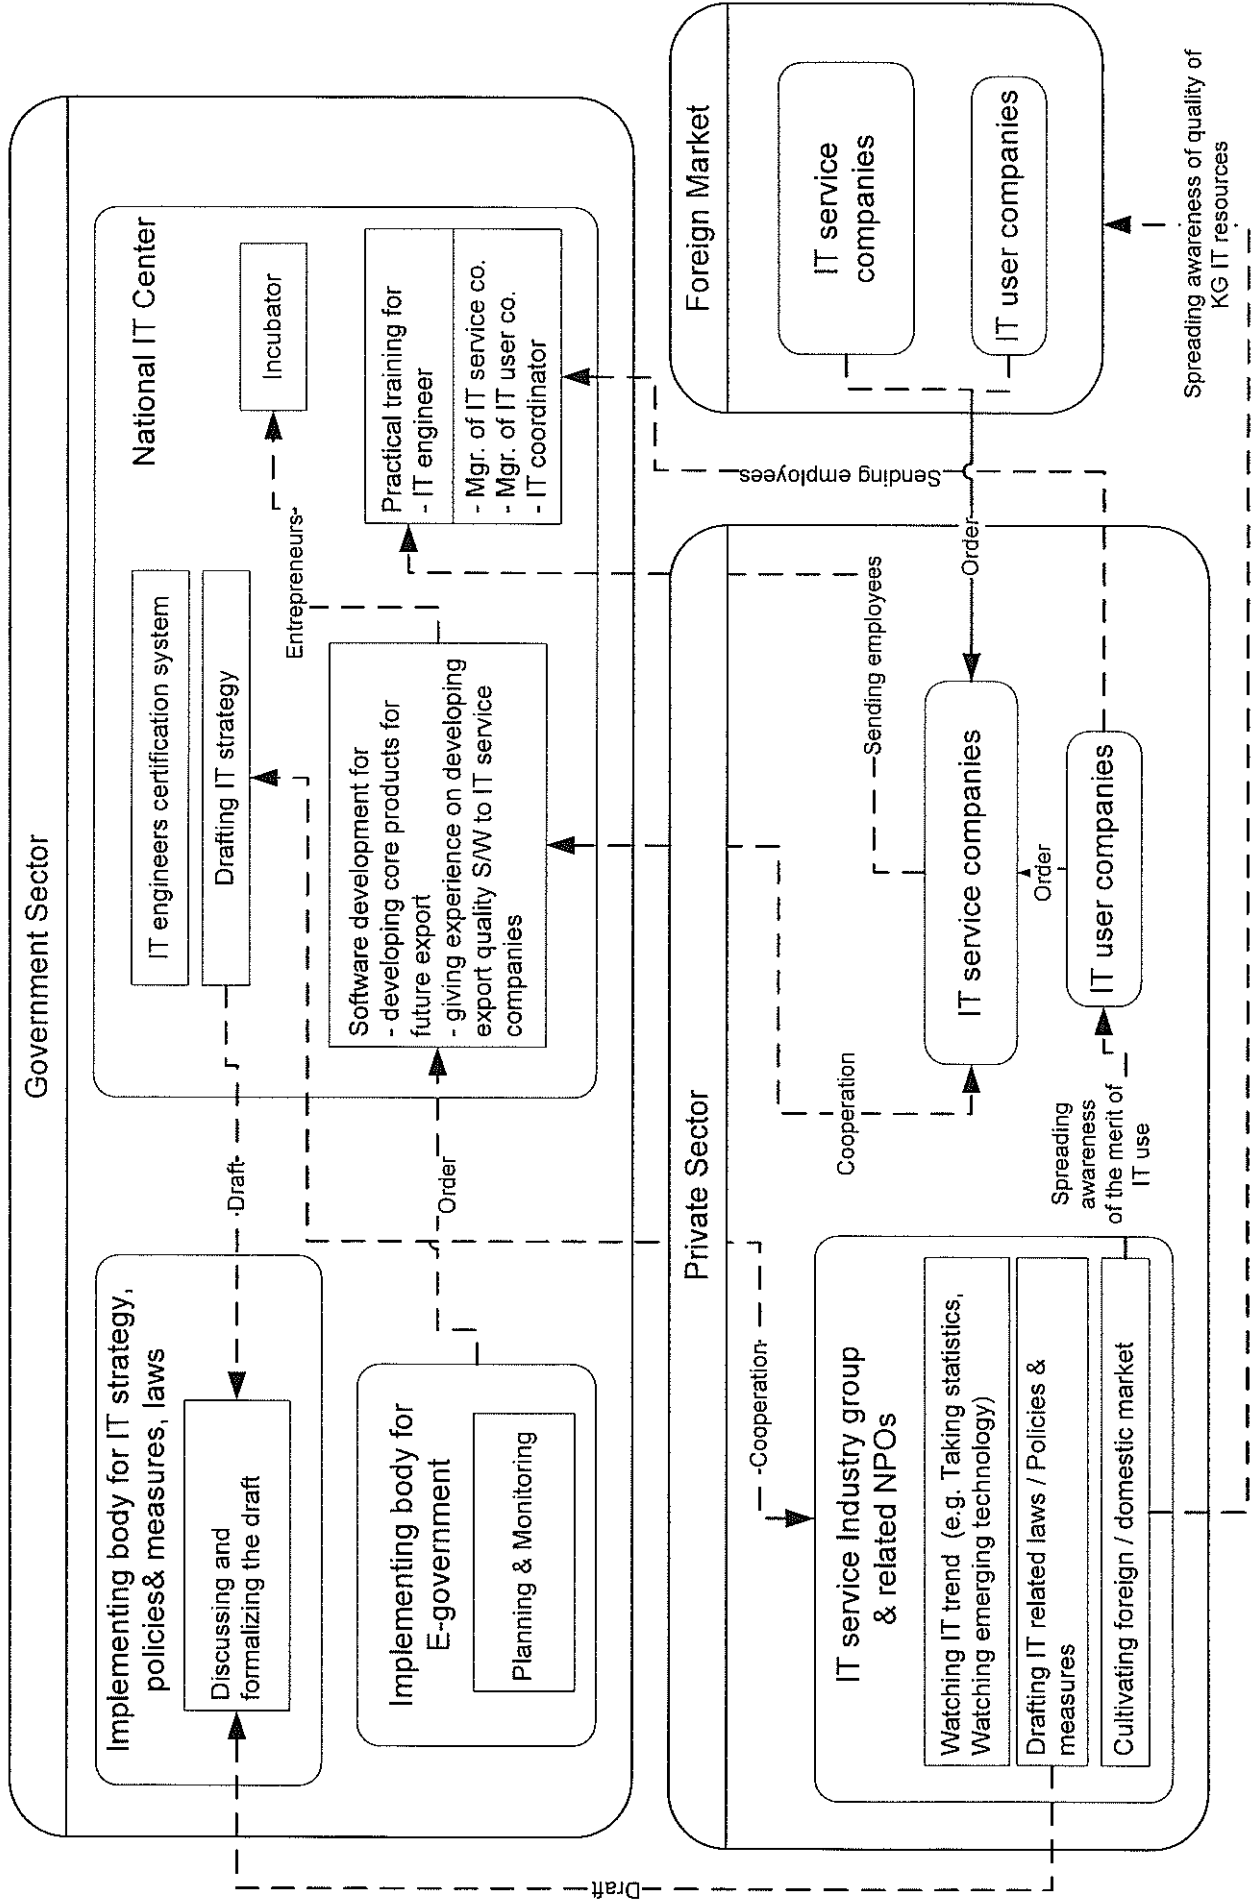 Government Sector
Implementing body for IT strategy,
policies& measures, laws
Discussing and
formalizing the draft
Implementing body for
E-government
Planning & Monitoring
Draft
Order
National IT Center
IT engineers certification system
Drafting IT strategy
Incubator
Entrepreneurs
Software development for
- developing core products for
future export
- giving experience on developing
export quality S/W to IT service
companies
Practical training for
- IT engineer
- Mgr. of IT service co.
- Mgr. of IT user co.
- IT coordinator
Private Sector
Cooperation
IT service Industry group
& related NPOs
Watching IT trend (e.g. Taking statistics,
Watching emerging technology)
Drafting IT related laws / Policies &
measures
Cultivating foreign / domestic market
Draft
Cooperation
Spreading
awareness
of the merit of
IT use
IT service companies
Order
IT user companies
Sending employees
Sending employees
Order
Foreign Market
IT service
companies
IT user companies
Spreading awareness of quality of
KG IT resources